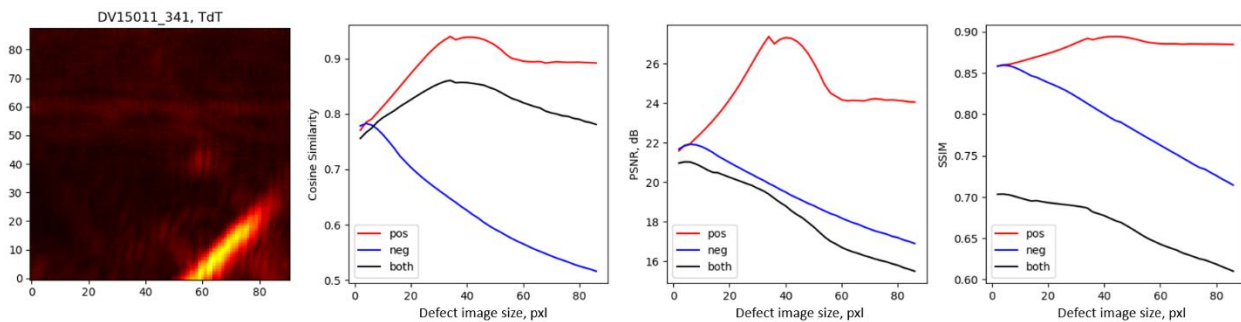 DV15011_341, TdT
80
70
60
50
40
30
20
10
0
0 20 40 60 80
Cosine Similarity
0.9
0.8
0.7
0.6
0.5
pos
neg
both
0 20 40 60 80
Defect image size, pxl
PSNR, dB
26
24
22
20
18
16
pos
neg
both
0 20 40 60 80
Defect image size, pxl
SSIM
0.90
0.85
0.80
0.75
0.70
0.65
0.60
pos
neg
both
0 20 40 60 80
Defect image size, pxl